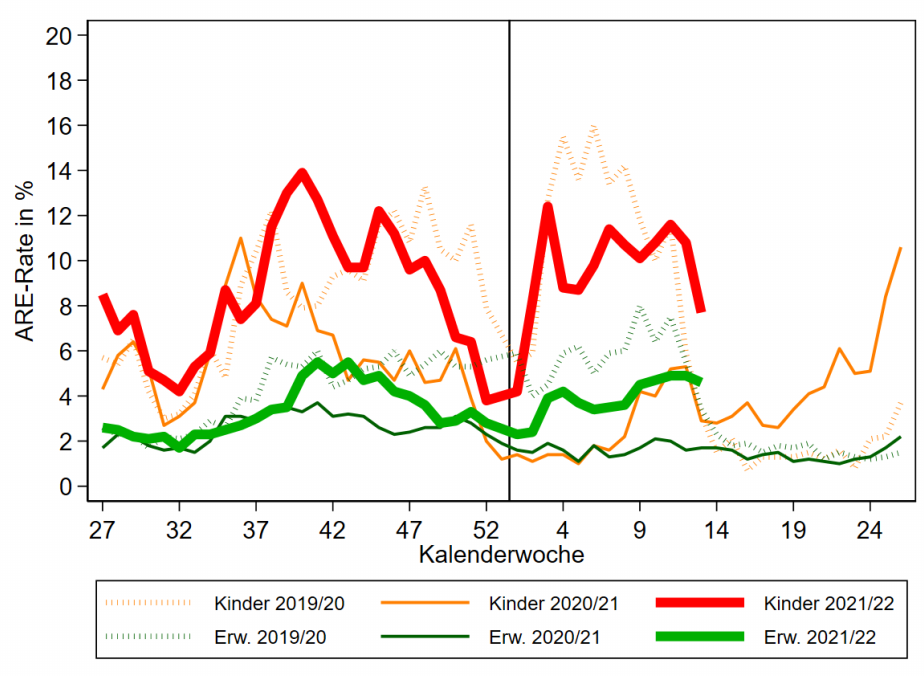 20
18
16
14
12
10
8
6
4
2
0
ARE-Rate in %
27 32 37 42 47 52 4 9 14 19 24
Kalenderwoche
Kinder 2019/20 Kinder 2020/21 Kinder 2021/22
Erw. 2019/20 Erw. 2020/21 Erw. 2021/22